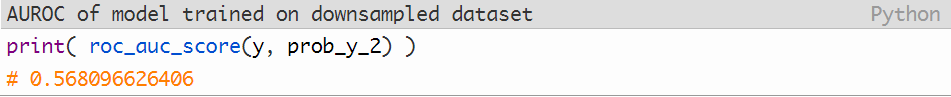 AUROC of model trained on downsampled dataset Python
print( roc_auc_score(y, prob_y_2) )
# 0.568096626406